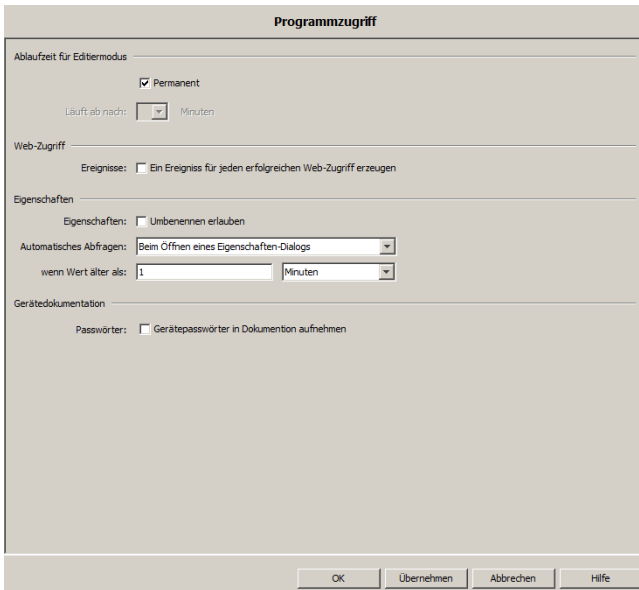 Programmzugriff
Ablaufzeit für Editiermodus
Permanent
Läuft ab nach: Minuten
Web-Zugriff
Ereignisse: Ein Ereigniss für jeden erfolgreichen Web-Zugriff erzeugen
Eigenschaften
Eigenschaften: Umbenennen erlauben
Automatisches Abfragen: Beim Öffnen eines Eigenschaften-Dialogs
wenn Wert älter als: 1 Minuten
Gerätedokumentation
Passwörter: Gerätepasswörter in Dokumention aufnehmen
OK Übernehmen Abbrechen Hilfe